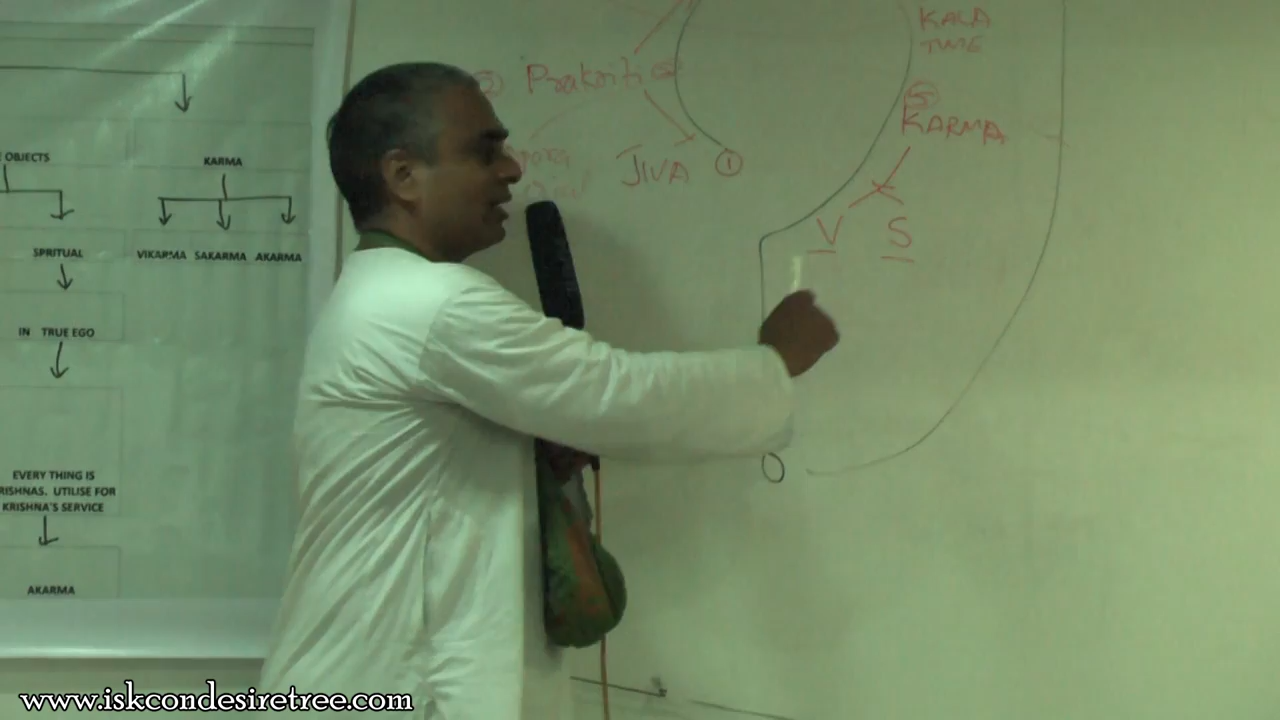 OBJECTS
KARMA
SPRITUAL
VIKARMA SAKARMA AKARMA
IN TRUE EGO
EVERY THING IS
RISHNAS. UTILISE FOR
KRISHNA'S SERVICE
AKARMA
KALA
TIME
② Prakriti
⑤
KARMA
JIVA ①
V S
O
www.iskcondesiretree.com